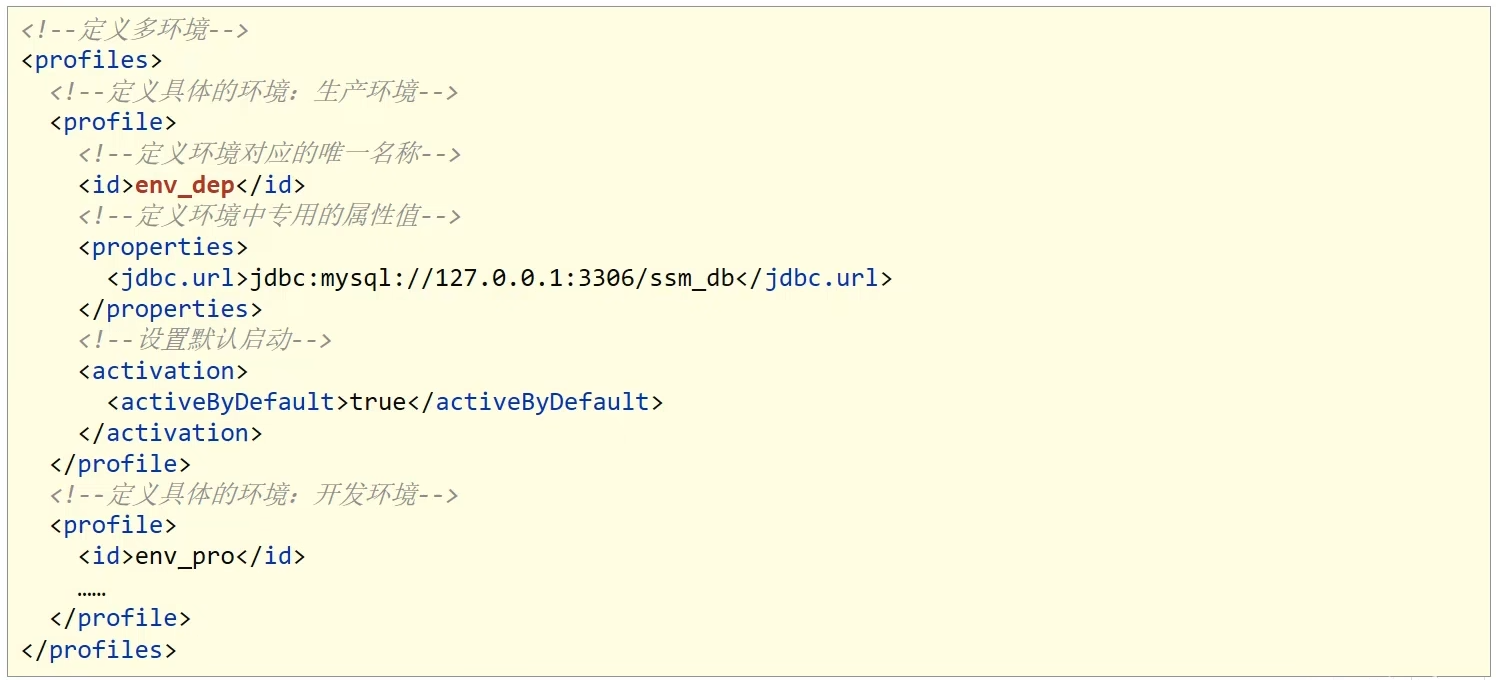 <!--定义多环境-->
<profiles>
<!--定义具体的环境：生产环境-->
<profile>
<!--定义环境对应的唯一名称-->
<id>env_dep</id>
<!--定义环境中专用的属性值-->
<properties>
<jdbc.url>jdbc:mysql://127.0.0.1:3306/ssm_db</jdbc.url>
</properties>
<!--设置默认启动-->
<activation>
<activeByDefault>true</activeByDefault>
</activation>
</profile>
<!--定义具体的环境：开发环境-->
<profile>
<id>env_pro</id>
……
</profile>
</profiles>